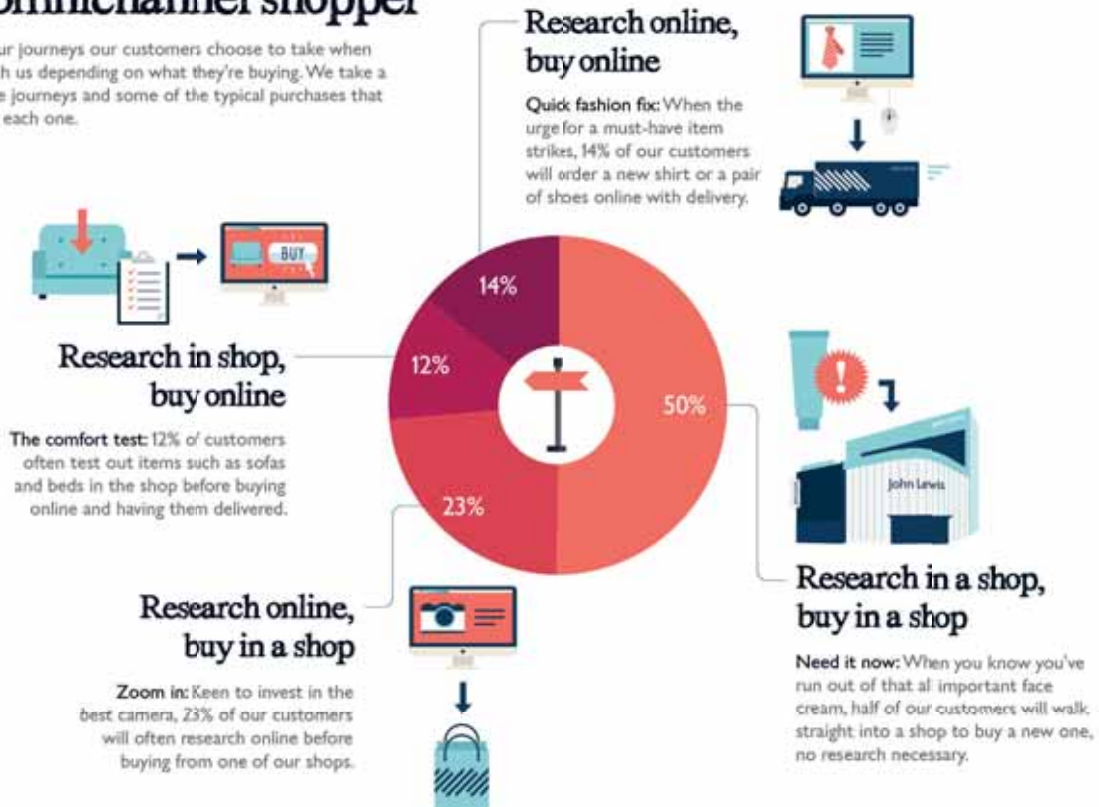 omnichannel shopper
ur journeys our customers choose to take when
h us depending on what they're buying. We take a
e journeys and some of the typical purchases that
each one.
Research online,
buy online
Quick fashion fix: When the
urge for a must-have item
strikes, 14% of our customers
will order a new shirt or a pair
of shoes online with delivery.
BUY
Research in shop,
buy online
The comfort test: 12% of customers
often test out items such as sofas
and beds in the shop before buying
online and having them delivered.
14%
12%
50%
23%
!
John Lewis
Research online,
buy in a shop
Zoom in: Keen to invest in the
best camera, 23% of our customers
will often research online before
buying from one of our shops.
Research in a shop,
buy in a shop
Need it now: When you know you've
run out of that al important face
cream, half of our customers will walk
straight into a shop to buy a new one,
no research necessary.